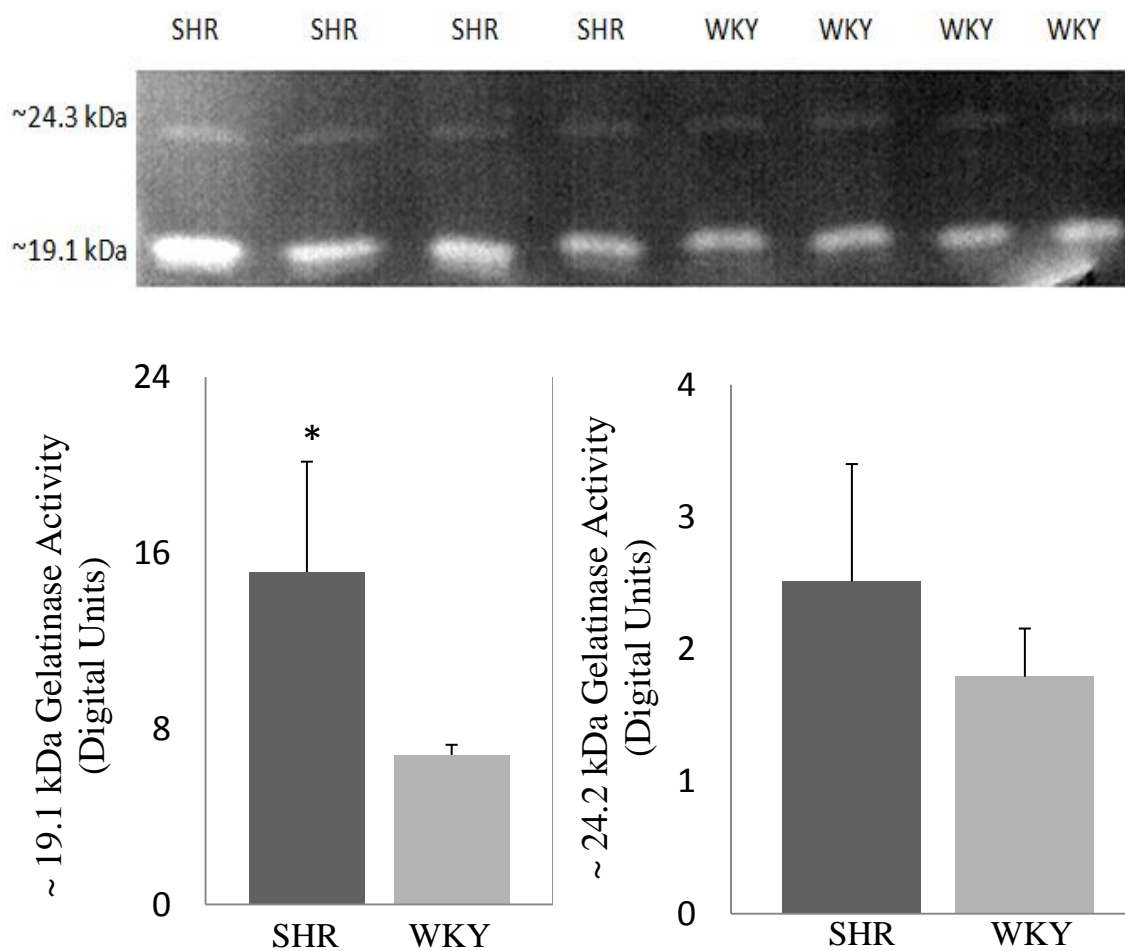 SHR SHR SHR SHR WKY WKY WKY WKY
~24.3 kDa
~19.1 kDa
~ 19.1 kDa Gelatinase Activity
(Digital Units)
24
16
8
0
*
SHR WKY
~ 24.2 kDa Gelatinase Activity
(Digital Units)
4
3
2
1
0
SHR WKY